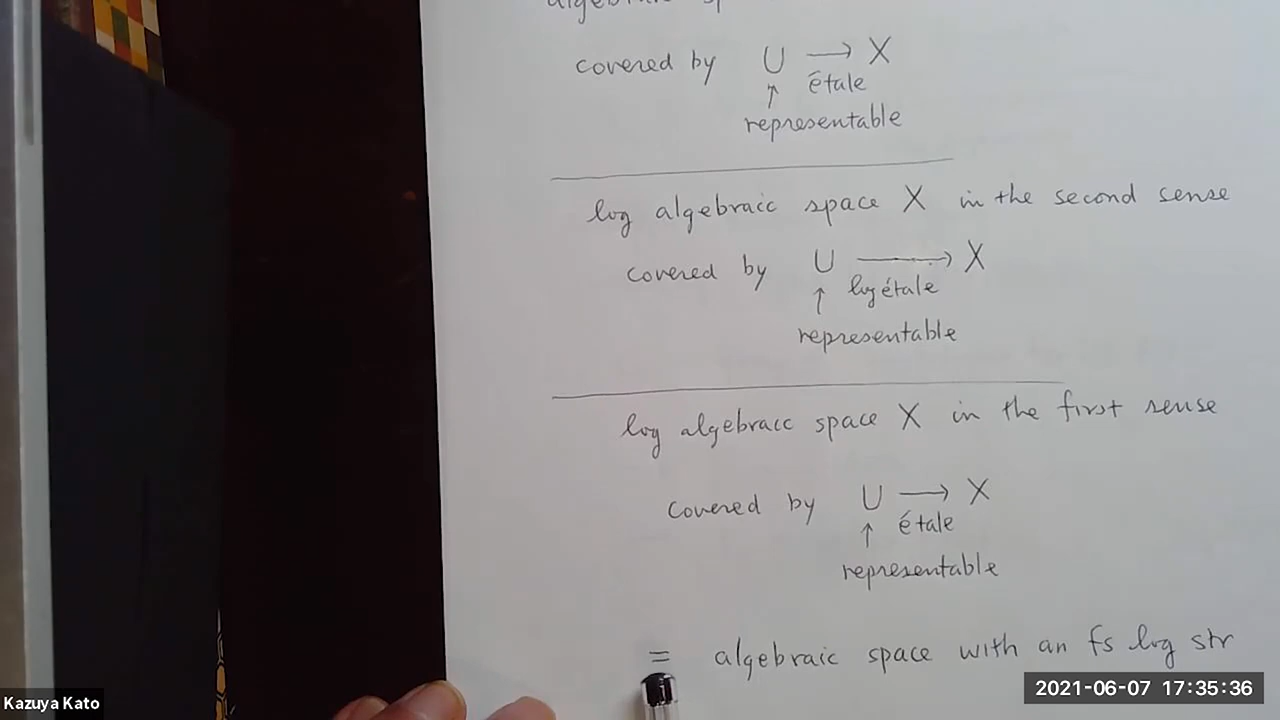 algebraic sp
covered by U → X
étale
↑
representable
log algebraic space X in the second sense
covered by U → X
log étale
↑
representable
log algebraic space X in the first sense
covered by U → X
étale
↑
representable
= algebraic space with an fs log str
2021-06-07 17:35:36
Kazuya Kato